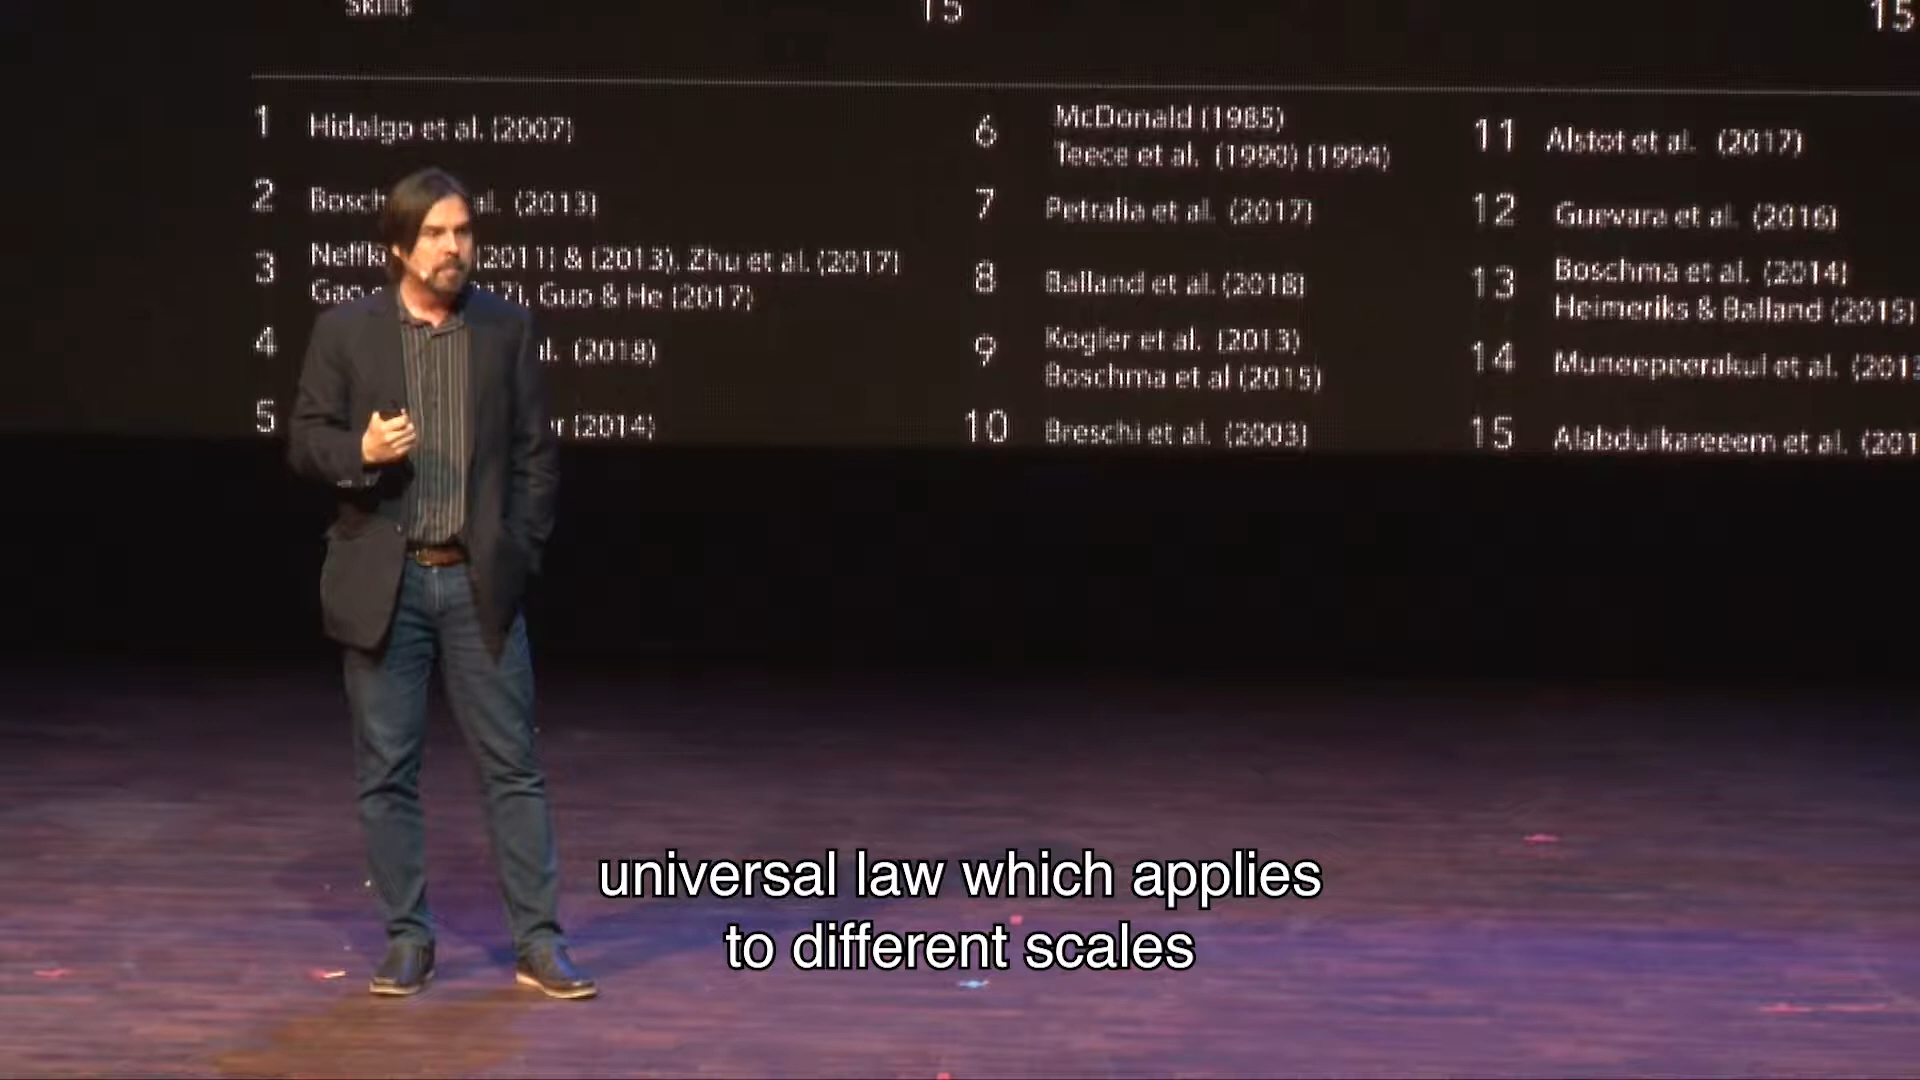 Skills 15 15
1 Hidalgo et al. (2007)
2 al. (2013)
3 (2011) & (2013), Zhu et al. (2017)
Guo & He (2017)
4 (2018)
5 (2014)
6 McDonald (1985)
Teece et al. (1990) (1994)
7 Petralia et al. (2017)
8 Balland et al. (2018)
9 Kogler et al. (2013)
Boschma et al (2015)
10 Breschi et al. (2003)
11 Alstot et al. (2017)
12 Guevara et al. (2016)
13 Boschma et al. (2014)
Heimeriks & Balland (2015)
14 Muneepeerakul et al. (201
15 Alabdulkareeem et al. (201
universal law which applies
to different scales